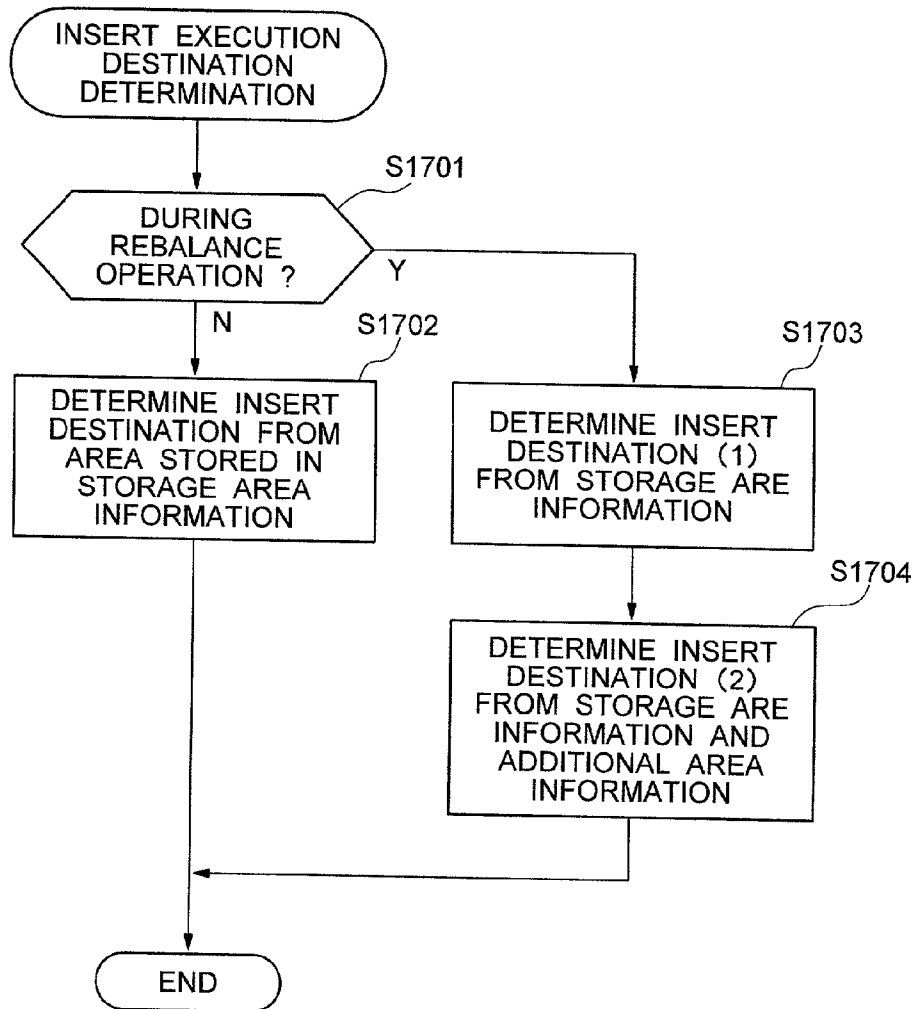 INSERT EXECUTION
DESTINATION
DETERMINATION
S1701
DURING
REBALANCE
OPERATION ?
Y
N
S1702
DETERMINE INSERT
DESTINATION FROM
AREA STORED IN
STORAGE AREA
INFORMATION
S1703
DETERMINE INSERT
DESTINATION (1)
FROM STORAGE ARE
INFORMATION
S1704
DETERMINE INSERT
DESTINATION (2)
FROM STORAGE ARE
INFORMATION AND
ADDITIONAL AREA
INFORMATION
END